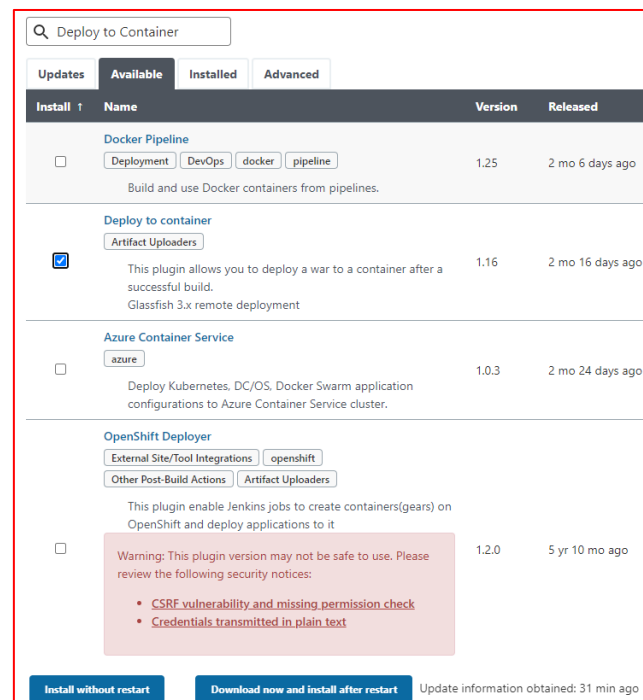 Deploy to Container
Updates Available Installed Advanced
Install ↑ Name Version Released
Docker Pipeline
Deployment DevOps docker pipeline
Build and use Docker containers from pipelines.
1.25 2 mo 6 days ago
Deploy to container
Artifact Uploaders
This plugin allows you to deploy a war to a container after a
successful build.
Glassfish 3.x remote deployment
1.16 2 mo 16 days ago
Azure Container Service
azure
Deploy Kubernetes, DC/OS, Docker Swarm application
configurations to Azure Container Service cluster.
1.0.3 2 mo 24 days ago
OpenShift Deployer
External Site/Tool Integrations openshift
Other Post-Build Actions Artifact Uploaders
This plugin enable Jenkins jobs to create containers(gears) on
OpenShift and deploy applications to it
Warning: This plugin version may not be safe to use. Please
review the following security notices:
• CSRF vulnerability and missing permission check
• Credentials transmitted in plain text
1.2.0 5 yr 10 mo ago
Install without restart Download now and install after restart Update information obtained: 31 min ago